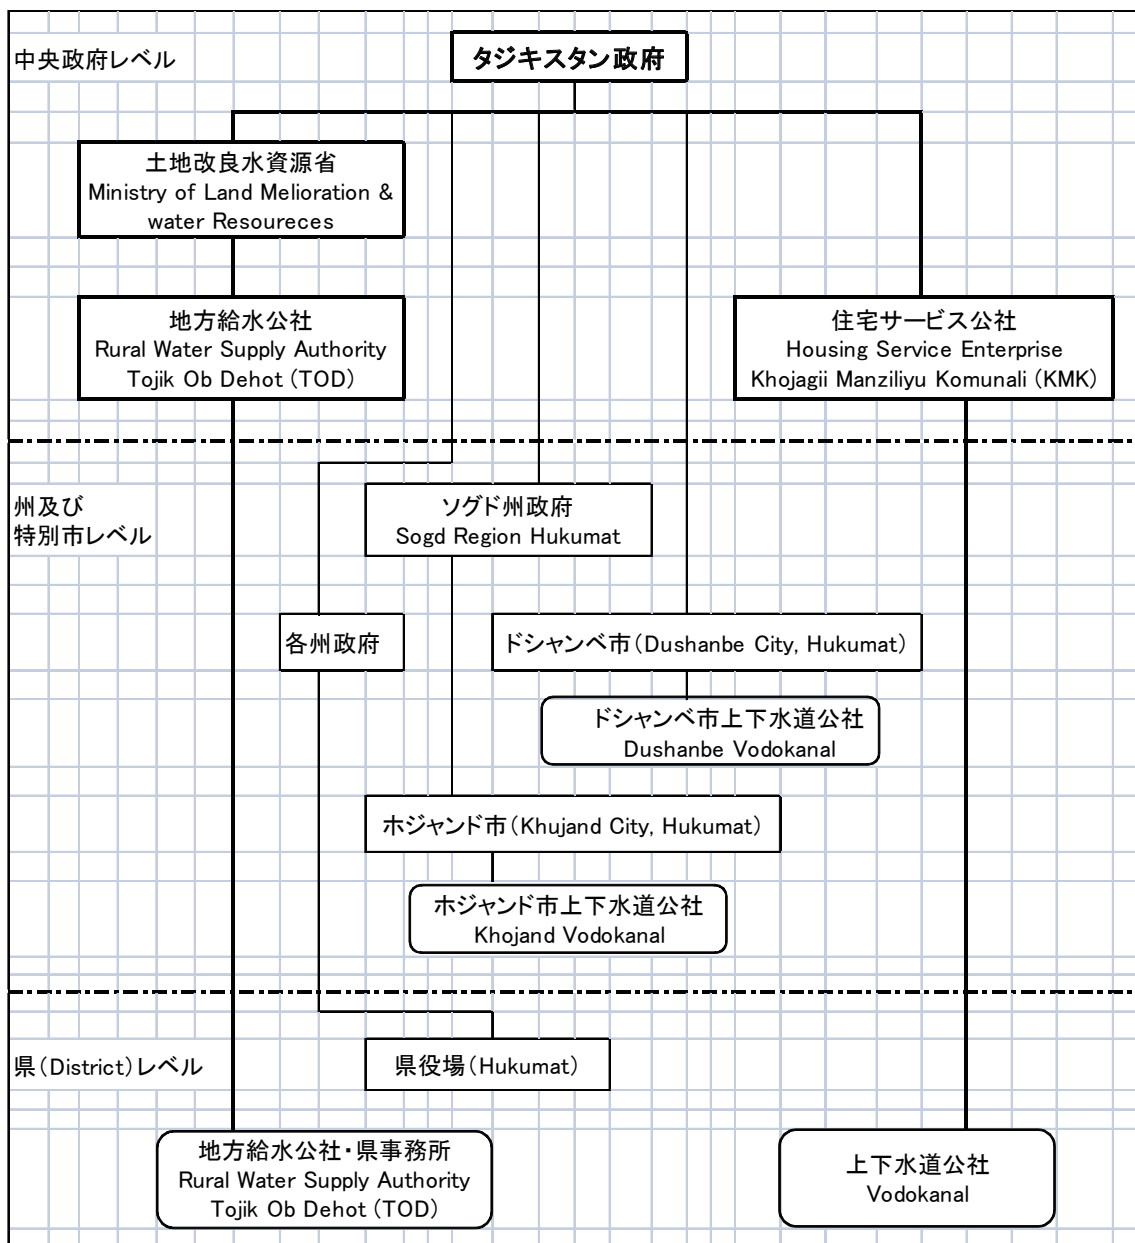 中央政府レベル
タジキスタン政府
土地改良水資源省
Ministry of Land Melioration &
water Resoureces
地方給水公社
Rural Water Supply Authority
Tojik Ob Dehot (TOD)
住宅サービス公社
Housing Service Enterprise
Khojagii Manziliyu Komunali (KMK)
州及び
特別市レベル
ソグド州政府
Sogd Region Hukumat
各州政府
ドシャンベ市(Dushanbe City, Hukumat)
ドシャンベ市上下水道公社
Dushanbe Vodokanal
ホジャンド市(Khujand City, Hukumat)
ホジャンド市上下水道公社
Khojand Vodokanal
県(District)レベル
県役場(Hukumat)
地方給水公社・県事務所
Rural Water Supply Authority
Tojik Ob Dehot (TOD)
上下水道公社
Vodokanal